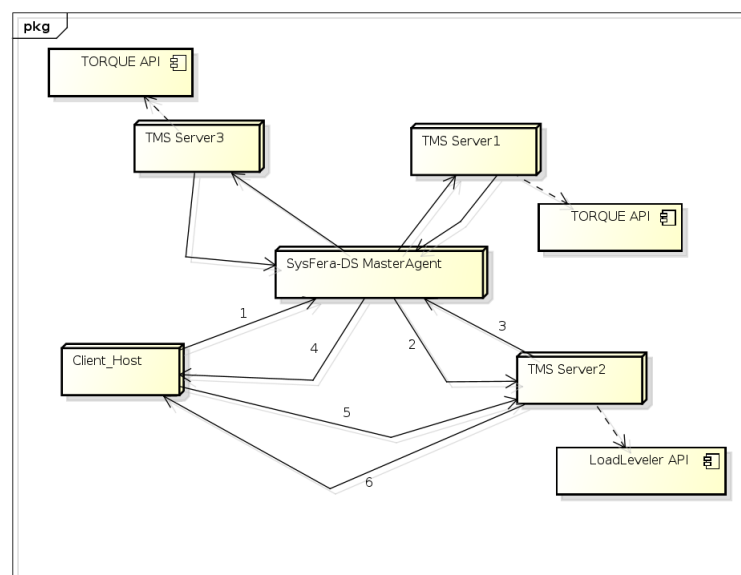 pkg
TORQUE API
TMS Server3
TMS Server1
TORQUE API
SysFera-DS MasterAgent
1
3
4
2
Client_Host
TMS Server2
5
LoadLeveler API
6